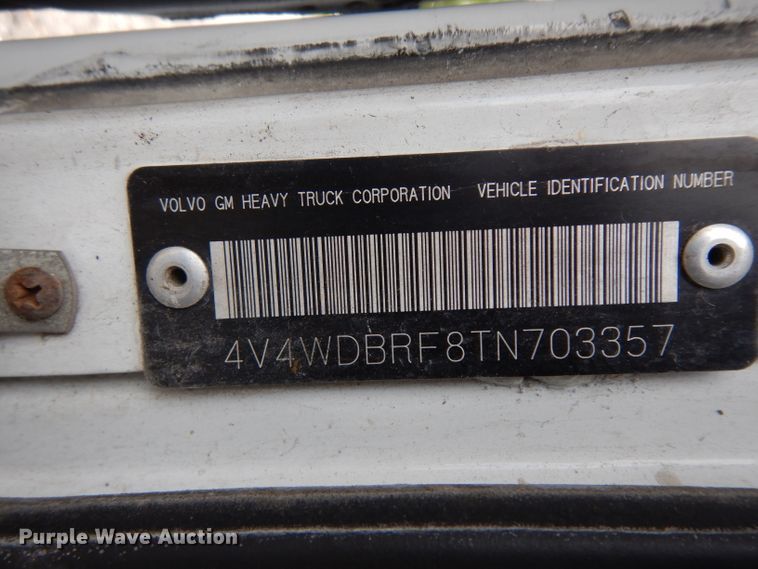 VOLVO GM HEAVY TRUCK CORPORATION VEHICLE IDENTIFICATION NUMBER
4V4WDBRF8TN703357
Purple Wave Auction